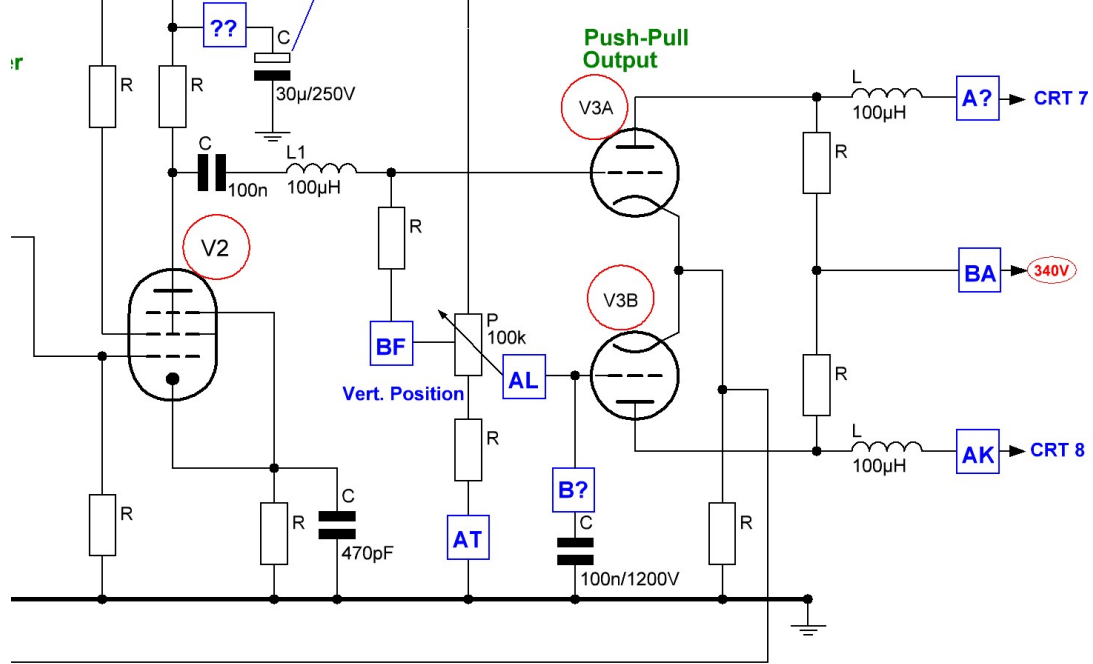 ??
C
30µ/250V
R
R
Push-Pull
Output
V3A
L
100µH
A?
CRT 7
C
100n
L1
100µH
R
R
V2
V3B
BA
340V
P
100k
BF
AL
Vert. Position
R
R
L
100µH
AK
CRT 8
B?
C
100n/1200V
AT
R
R
C
470pF
R